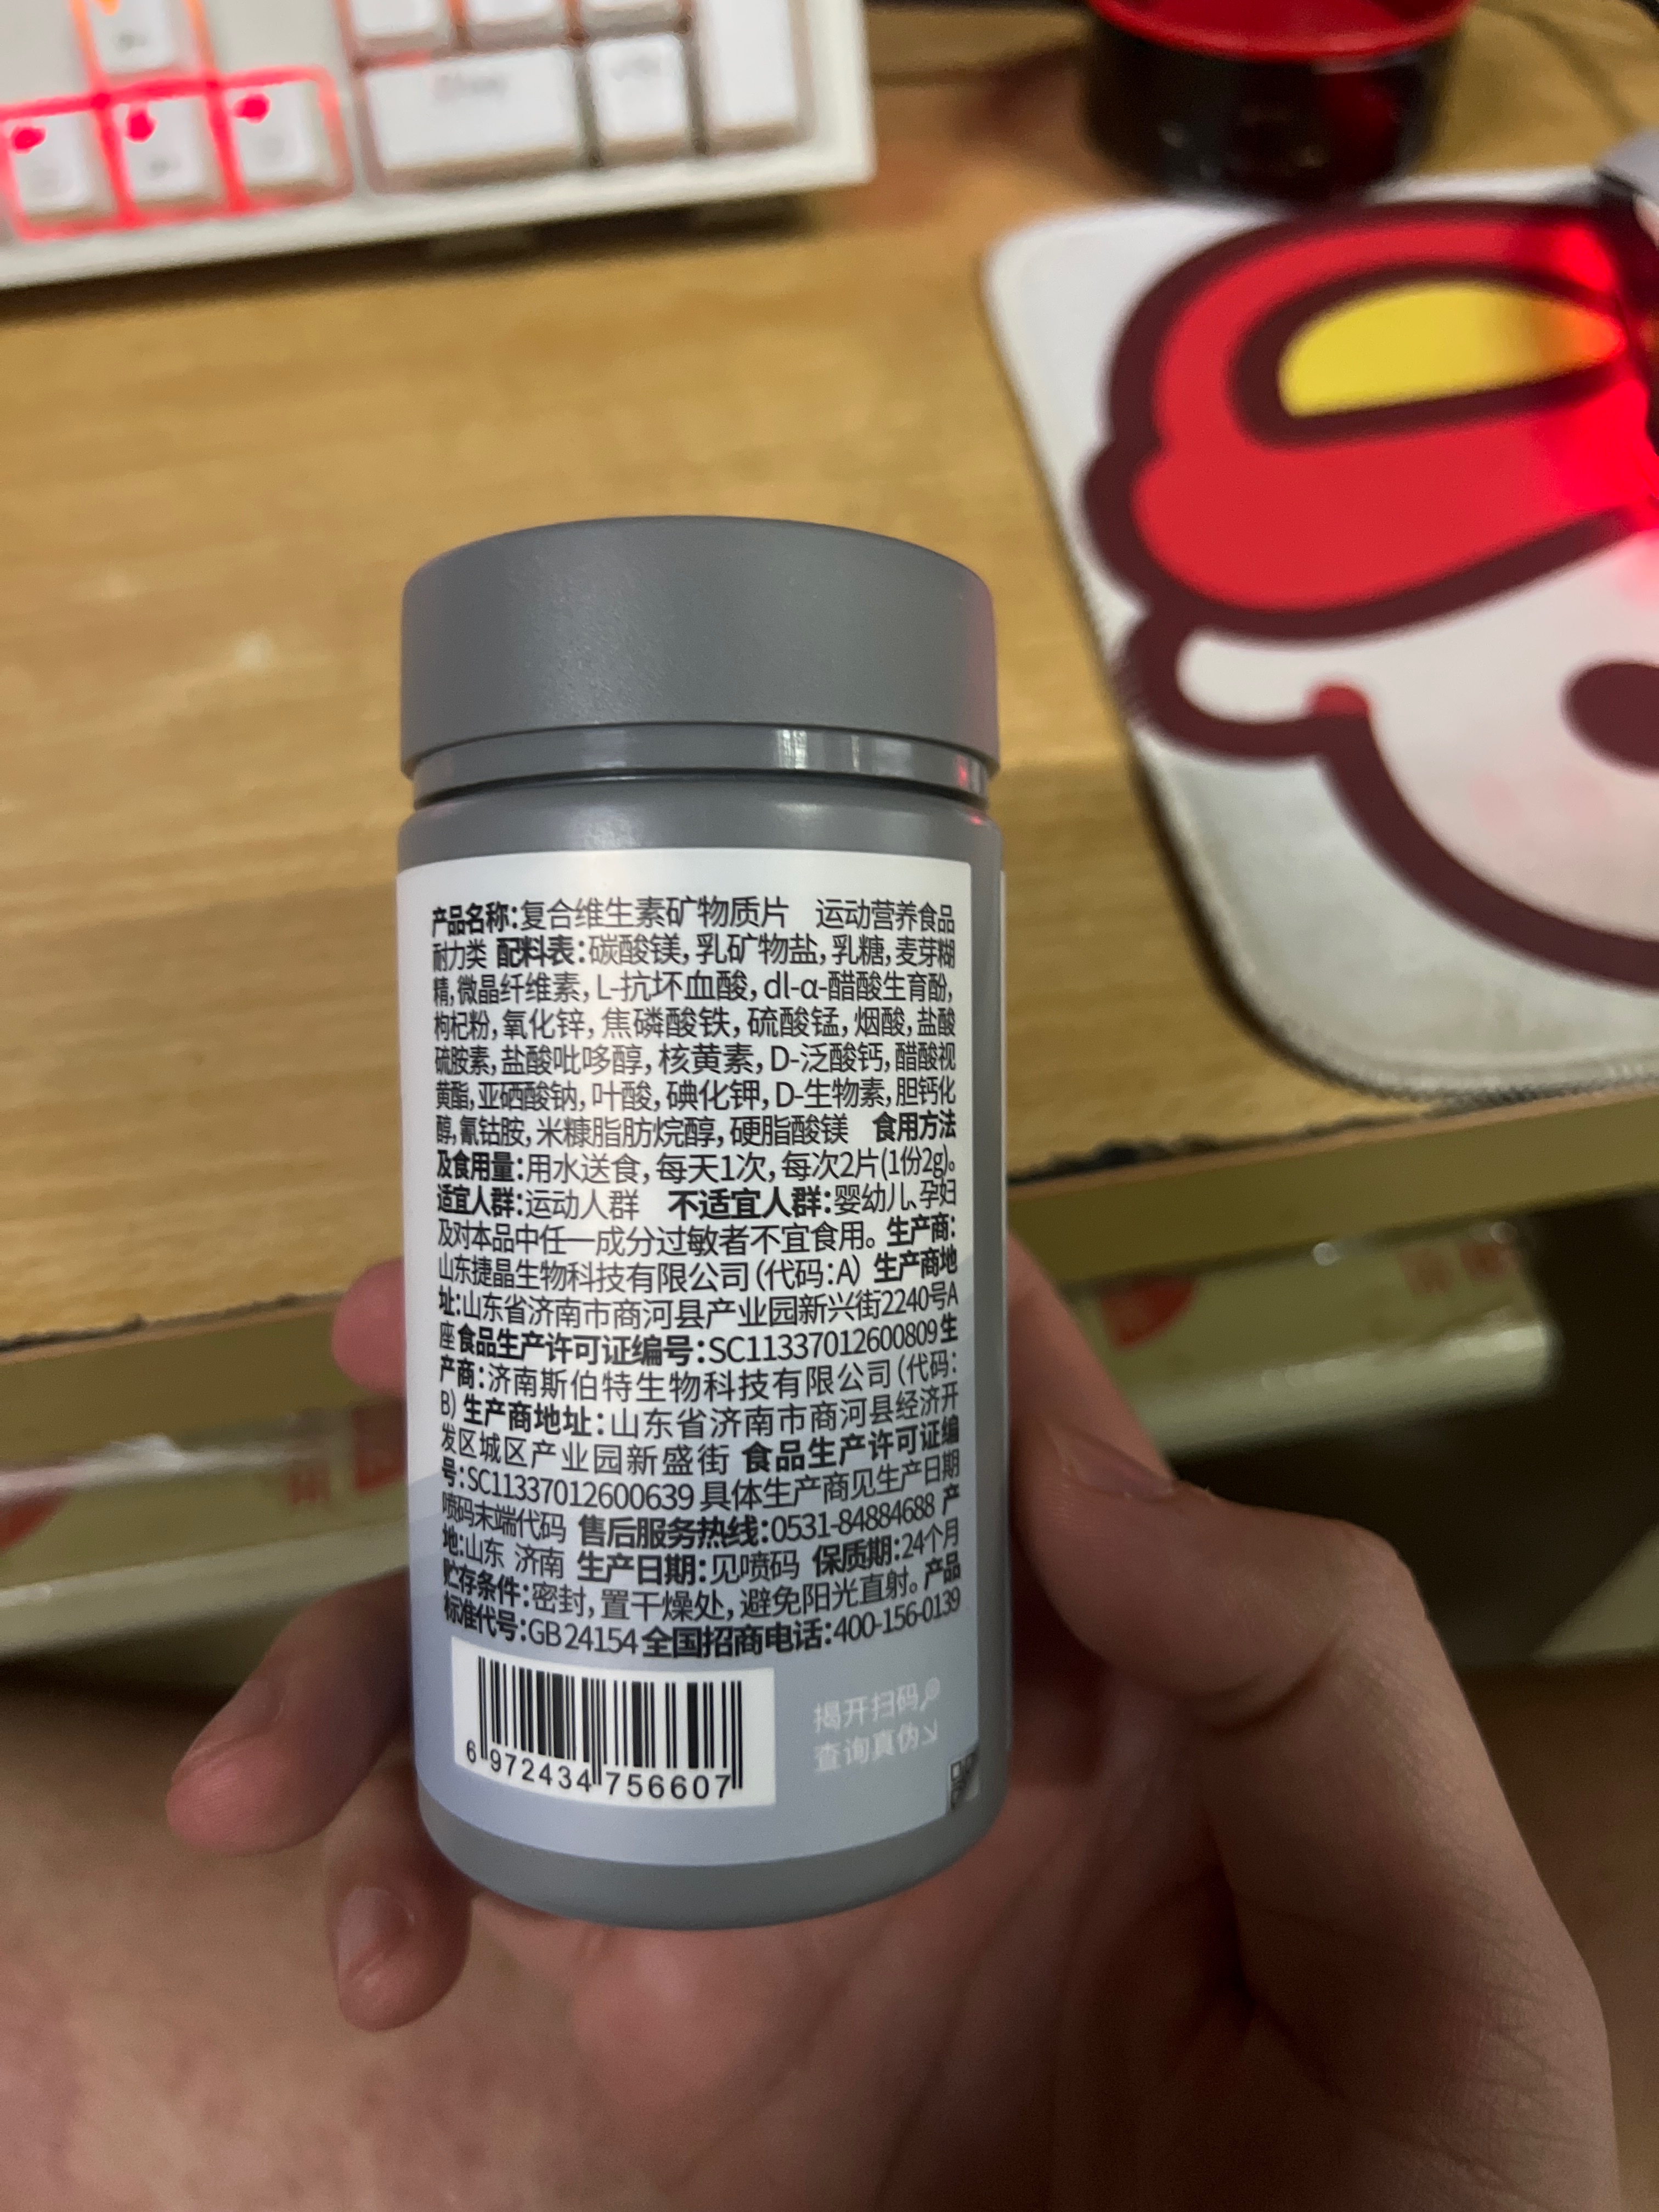 产品名称：复合维生素矿物质片　运动营养食品
耐力类 配料表：碳酸镁，乳矿物盐，乳糖，麦芽糊
精，微晶纤维素，L-抗坏血酸，dl-α-醋酸生育酚，
枸杞粉，氧化锌，焦磷酸铁，硫酸锰，烟酸，盐酸
硫胺素，盐酸吡哆醇，核黄素，D-泛酸钙，醋酸视
黄酯，亚硒酸钠，叶酸，碘化钾，D-生物素，胆钙化
醇，氰钴胺，米糠脂肪烷醇，硬脂酸镁　食用方法
及食用量：用水送食，每天1次，每次2片(1份2g)。
适宜人群：运动人群　不适宜人群：婴幼儿、孕妇
及对本品中任一成分过敏者不宜食用。生产商：
山东捷晶生物科技有限公司（代码：A） 生产商地
址：山东省济南市商河县产业园新兴街2240号A
座 食品生产许可证编号：SC11337012600809 生
产商：济南斯伯特生物科技有限公司（代码：
B） 生产商地址：山东省济南市商河县经济开
发区城区产业园新盛街 食品生产许可证编
号：SC11337012600639 具体生产商见生产日期
喷码末端代码 售后服务热线：0531-84884688 产
地：山东 济南 生产日期：见喷码 保质期：24个月
贮存条件：密封，置干燥处，避免阳光直射。产品
标准代号：GB 24154 全国招商电话：400-156-0139
揭开扫码
查询真伪
6 972434 756607